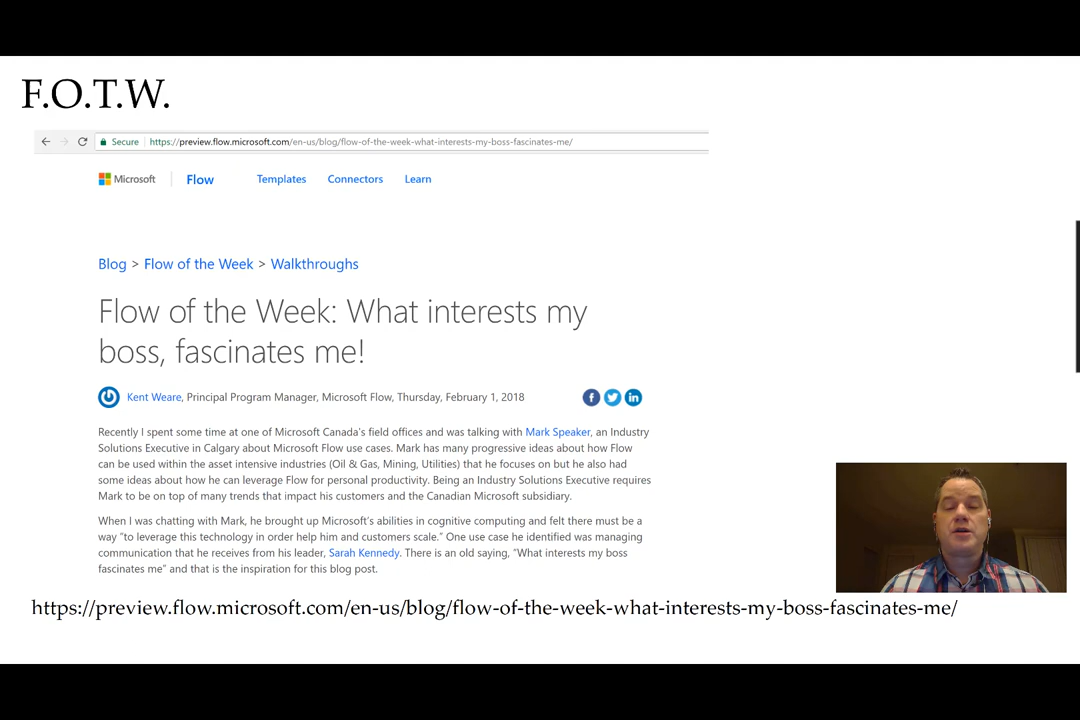 F.O.T.W.
Secure https://preview.flow.microsoft.com/en-us/blog/flow-of-the-week-what-interests-my-boss-fascinates-me/
Microsoft Flow Templates Connectors Learn
Blog > Flow of the Week > Walkthroughs
Flow of the Week: What interests my
boss, fascinates me!
Kent Weare, Principal Program Manager, Microsoft Flow, Thursday, February 1, 2018
Recently I spent some time at one of Microsoft Canada's field offices and was talking with Mark Speaker, an Industry
Solutions Executive in Calgary about Microsoft Flow use cases. Mark has many progressive ideas about how Flow
can be used within the asset intensive industries (Oil & Gas, Mining, Utilities) that he focuses on but he also had
some ideas about how he can leverage Flow for personal productivity. Being an Industry Solutions Executive requires
Mark to be on top of many trends that impact his customers and the Canadian Microsoft subsidiary.
When I was chatting with Mark, he brought up Microsoft's abilities in cognitive computing and felt there must be a
way "to leverage this technology in order help him and customers scale." One use case he identified was managing
communication that he receives from his leader, Sarah Kennedy. There is an old saying, "What interests my boss
fascinates me" and that is the inspiration for this blog post.
https://preview.flow.microsoft.com/en-us/blog/flow-of-the-week-what-interests-my-boss-fascinates-me/